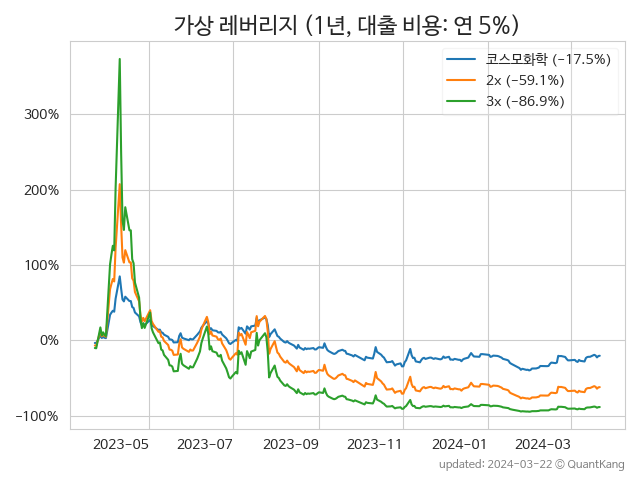 가상 레버리지 (1년, 대출 비용: 연 5%)
코스모화학 (−17.5%)
2x (−59.1%)
3x (−86.9%)
300%
200%
100%
0%
−100%
2023-05 2023-07 2023-09 2023-11 2024-01 2024-03
updated: 2024-03-22 © QuantKang